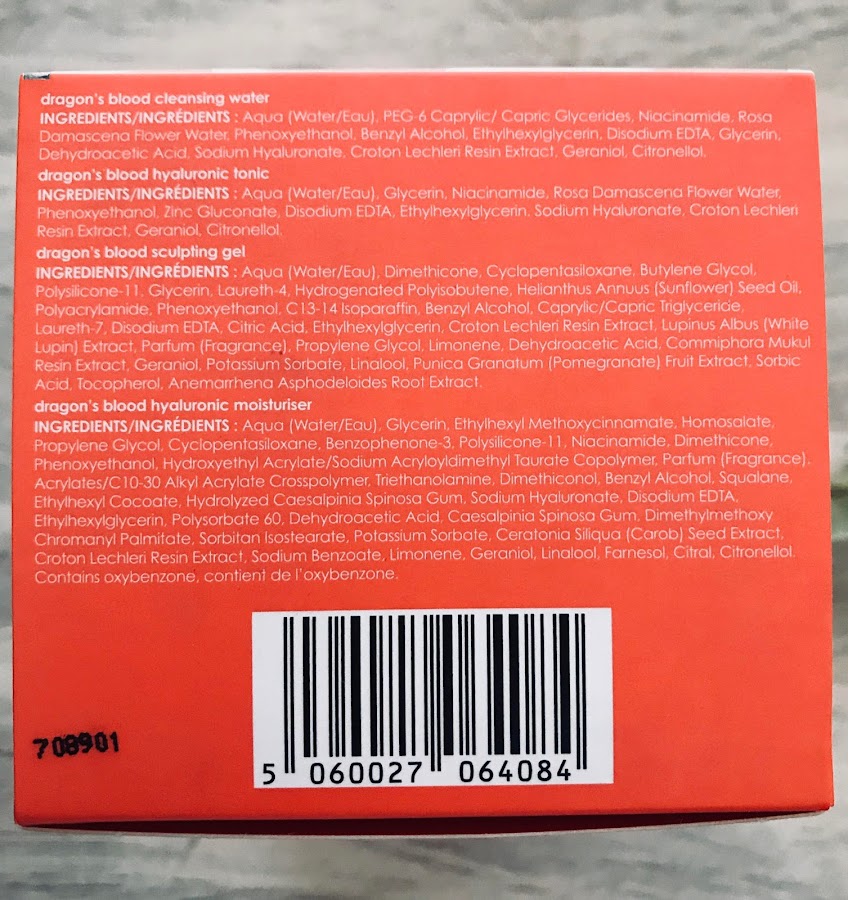 dragon's blood cleansing water
INGREDIENTS/INGRÉDIENTS : Aqua (Water/Eau), PEG-6 Caprylic/ Capric Glycerides, Niacinamide, Rosa
Damascena Flower Water, Phenoxyethanol, Benzyl Alcohol, Ethylhexylglycerin, Disodium EDTA, Glycerin,
Dehydroacetic Acid, Sodium Hyaluronate, Croton Lechleri Resin Extract, Geraniol, Citronellol.
dragon's blood hyaluronic tonic
INGREDIENTS/INGRÉDIENTS : Aqua (Water/Eau), Glycerin, Niacinamide, Rosa Damascena Flower Water,
Phenoxyethanol, Zinc Gluconate, Disodium EDTA, Ethylhexylglycerin, Sodium Hyaluronate, Croton Lechleri
Resin Extract, Geraniol, Citronellol.
dragon's blood sculpting gel
INGREDIENTS/INGRÉDIENTS : Aqua (Water/Eau), Dimethicone, Cyclopentasiloxane, Butylene Glycol,
Polysilicone-11, Glycerin, Laureth-4, Hydrogenated Polyisobutene, Helianthus Annuus (Sunflower) Seed Oil,
Polyacrylamide, Phenoxyethanol, C13-14 Isoparaffin, Benzyl Alcohol, Caprylic/Capric Triglyceride,
Laureth-7, Disodium EDTA, Citric Acid, Ethylhexylglycerin, Croton Lechleri Resin Extract, Lupinus Albus (White
Lupin) Extract, Parfum (Fragrance), Propylene Glycol, Limonene, Dehydroacetic Acid, Commiphora Mukul
Resin Extract, Geraniol, Potassium Sorbate, Linalool, Punica Granatum (Pomegranate) Fruit Extract, Sorbic
Acid, Tocopherol, Anemarrhena Asphodeloides Root Extract.
dragon's blood hyaluronic moisturiser
INGREDIENTS/INGRÉDIENTS : Aqua (Water/Eau), Glycerin, Ethylhexyl Methoxycinnamate, Homosalate,
Propylene Glycol, Cyclopentasiloxane, Benzophenone-3, Polysilicone-11, Niacinamide, Dimethicone,
Phenoxyethanol, Hydroxyethyl Acrylate/Sodium Acryloyldimethyl Taurate Copolymer, Parfum (Fragrance),
Acrylates/C10-30 Alkyl Acrylate Crosspolymer, Triethanolamine, Dimethiconol, Benzyl Alcohol, Squalane,
Ethylhexyl Cocoate, Hydrolyzed Caesalpinia Spinosa Gum, Sodium Hyaluronate, Disodium EDTA,
Ethylhexylglycerin, Polysorbate 60, Dehydroacetic Acid, Caesalpinia Spinosa Gum, Dimethylmethoxy
Chromanyl Palmitate, Sorbitan Isostearate, Potassium Sorbate, Ceratonia Siliqua (Carob) Seed Extract,
Croton Lechleri Resin Extract, Sodium Benzoate, Limonene, Geraniol, Linalool, Farnesol, Citral, Citronellol.
Contains oxybenzone, contient de l'oxybenzone.
708901
5 060027 064084